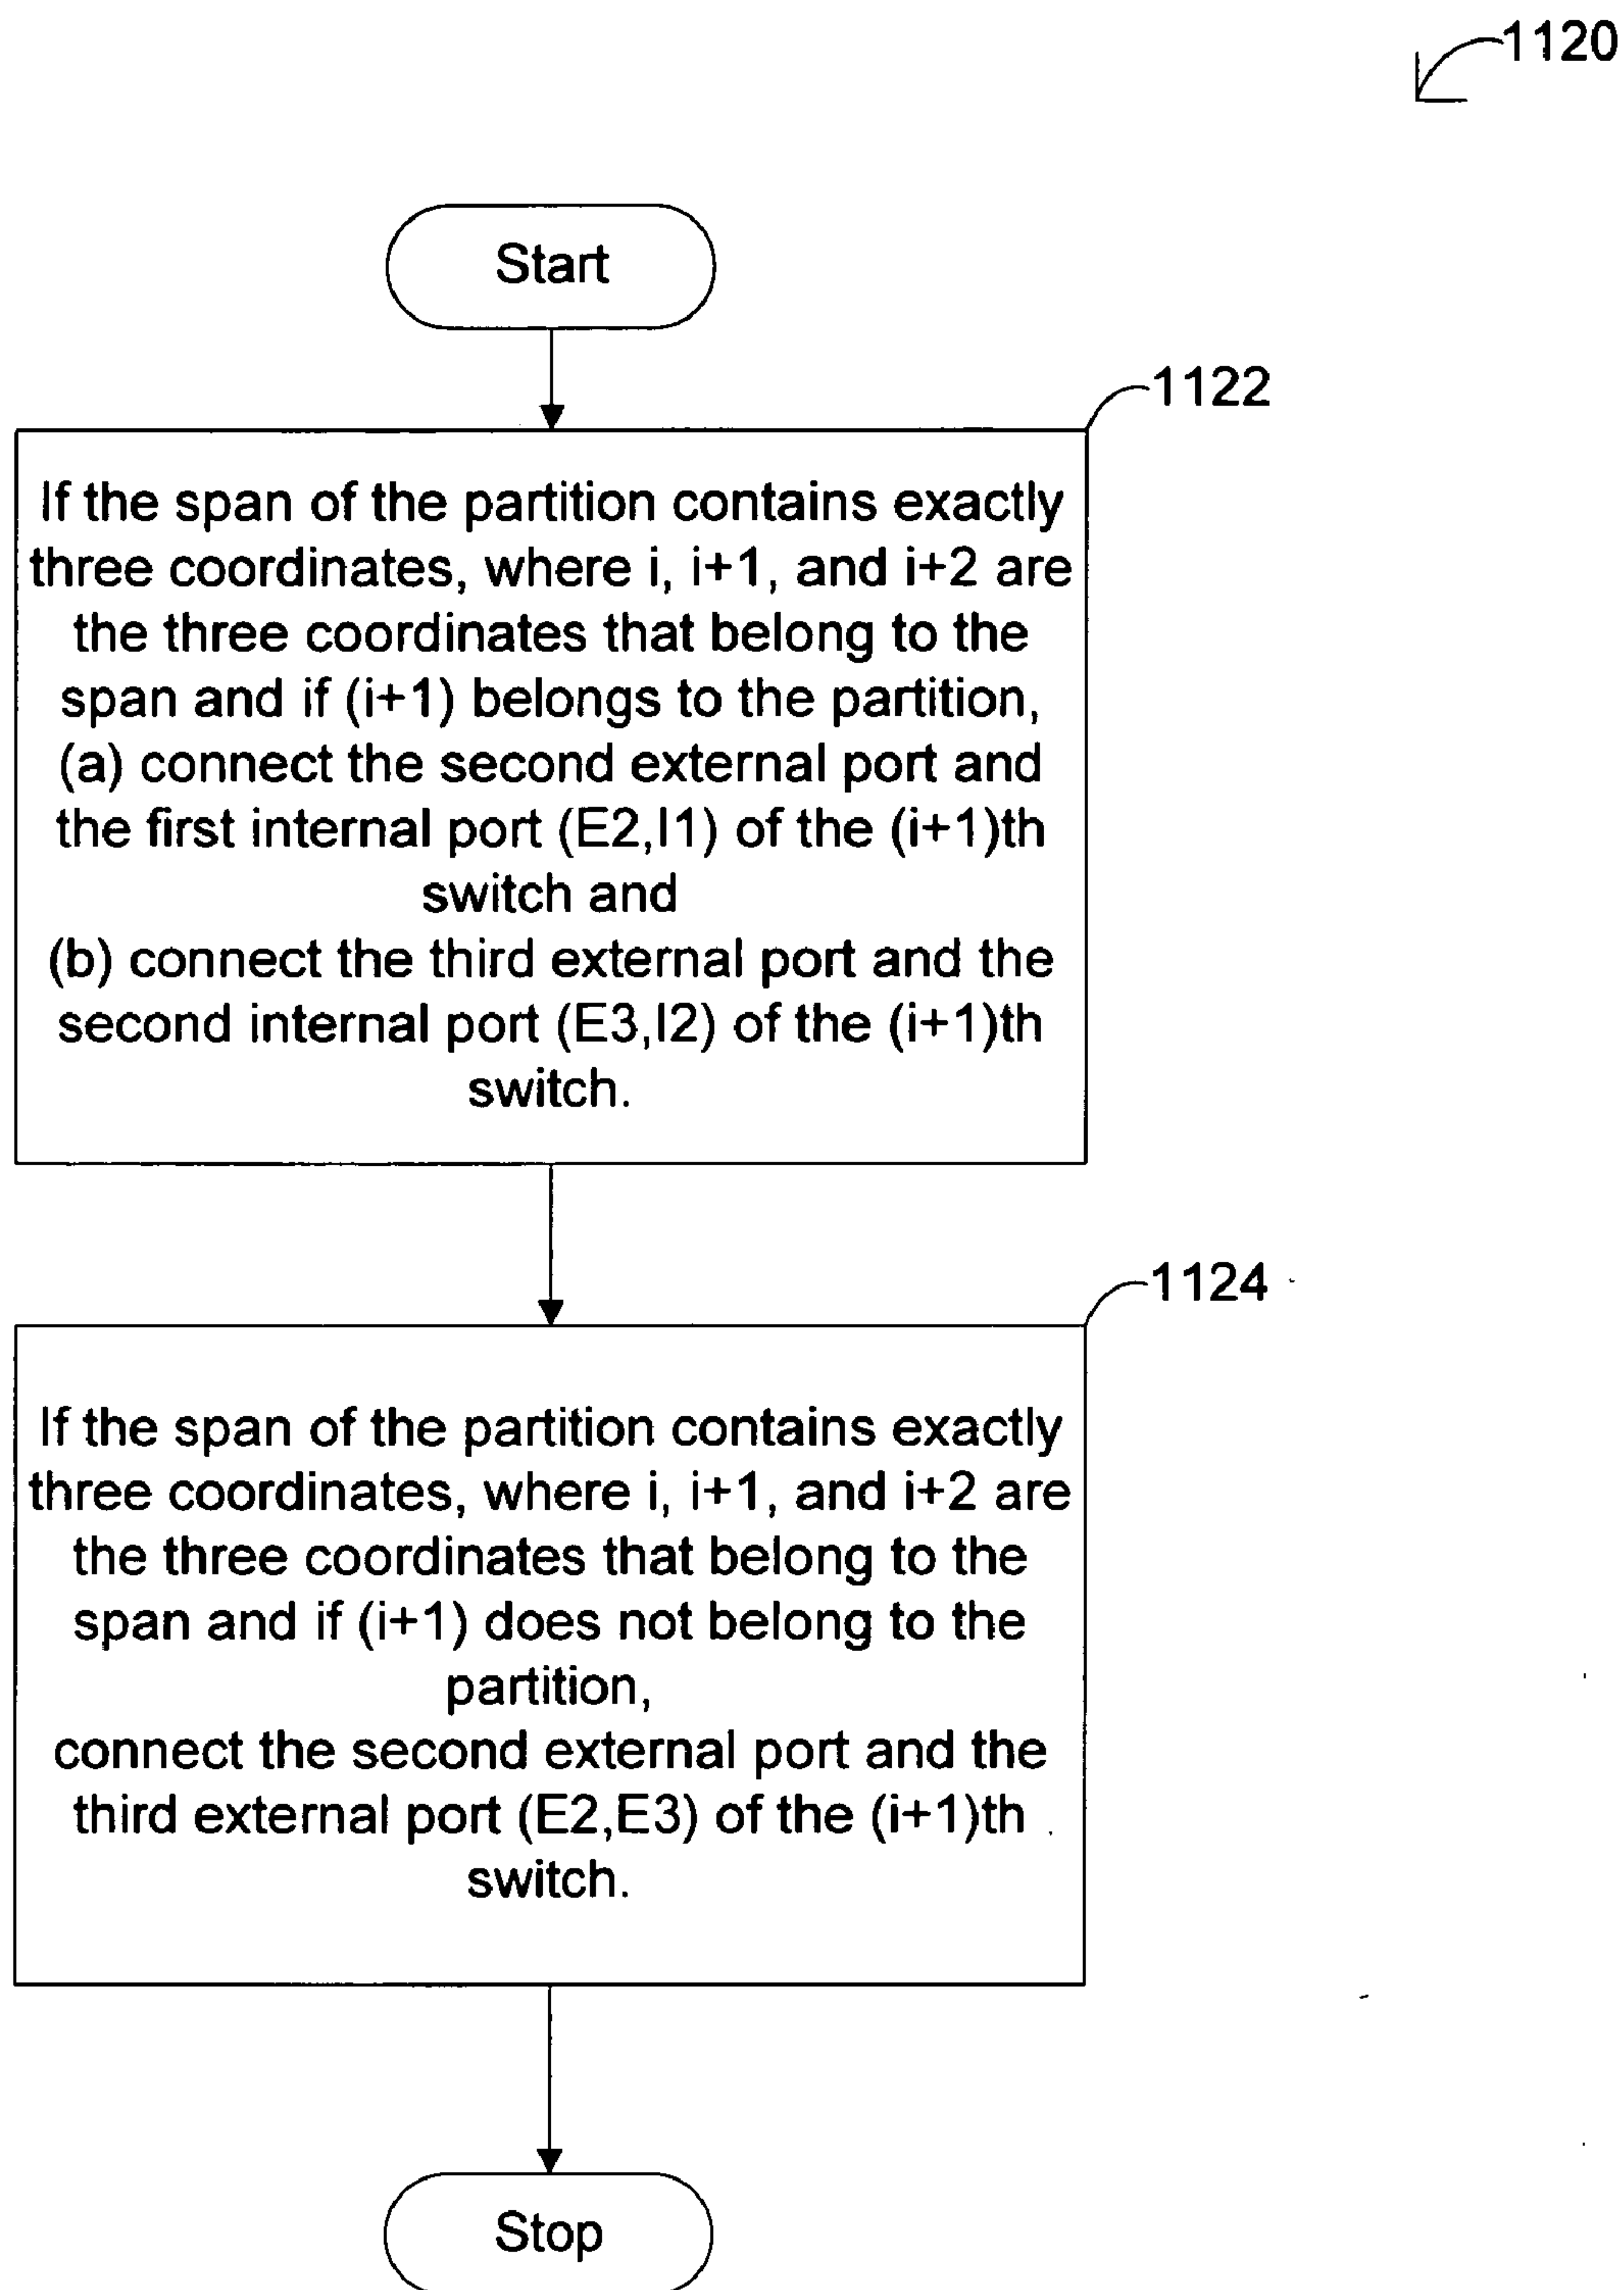 1120
Start
1122
If the span of the partition contains exactly
three coordinates, where i, i+1, and i+2 are
the three coordinates that belong to the
span and if (i+1) belongs to the partition,
(a) connect the second external port and
the first internal port (E2,I1) of the (i+1)th
switch and
(b) connect the third external port and the
second internal port (E3,I2) of the (i+1)th
switch.
1124
If the span of the partition contains exactly
three coordinates, where i, i+1, and i+2 are
the three coordinates that belong to the
span and if (i+1) does not belong to the
partition,
connect the second external port and the
third external port (E2,E3) of the (i+1)th
switch.
Stop